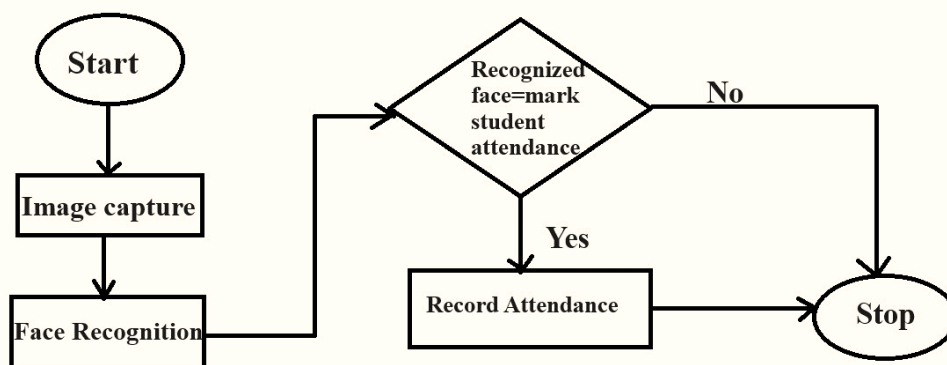 Start
Image capture
Face Recognition
Recognized
face=mark
student
attendance
No
Yes
Record Attendance
Stop